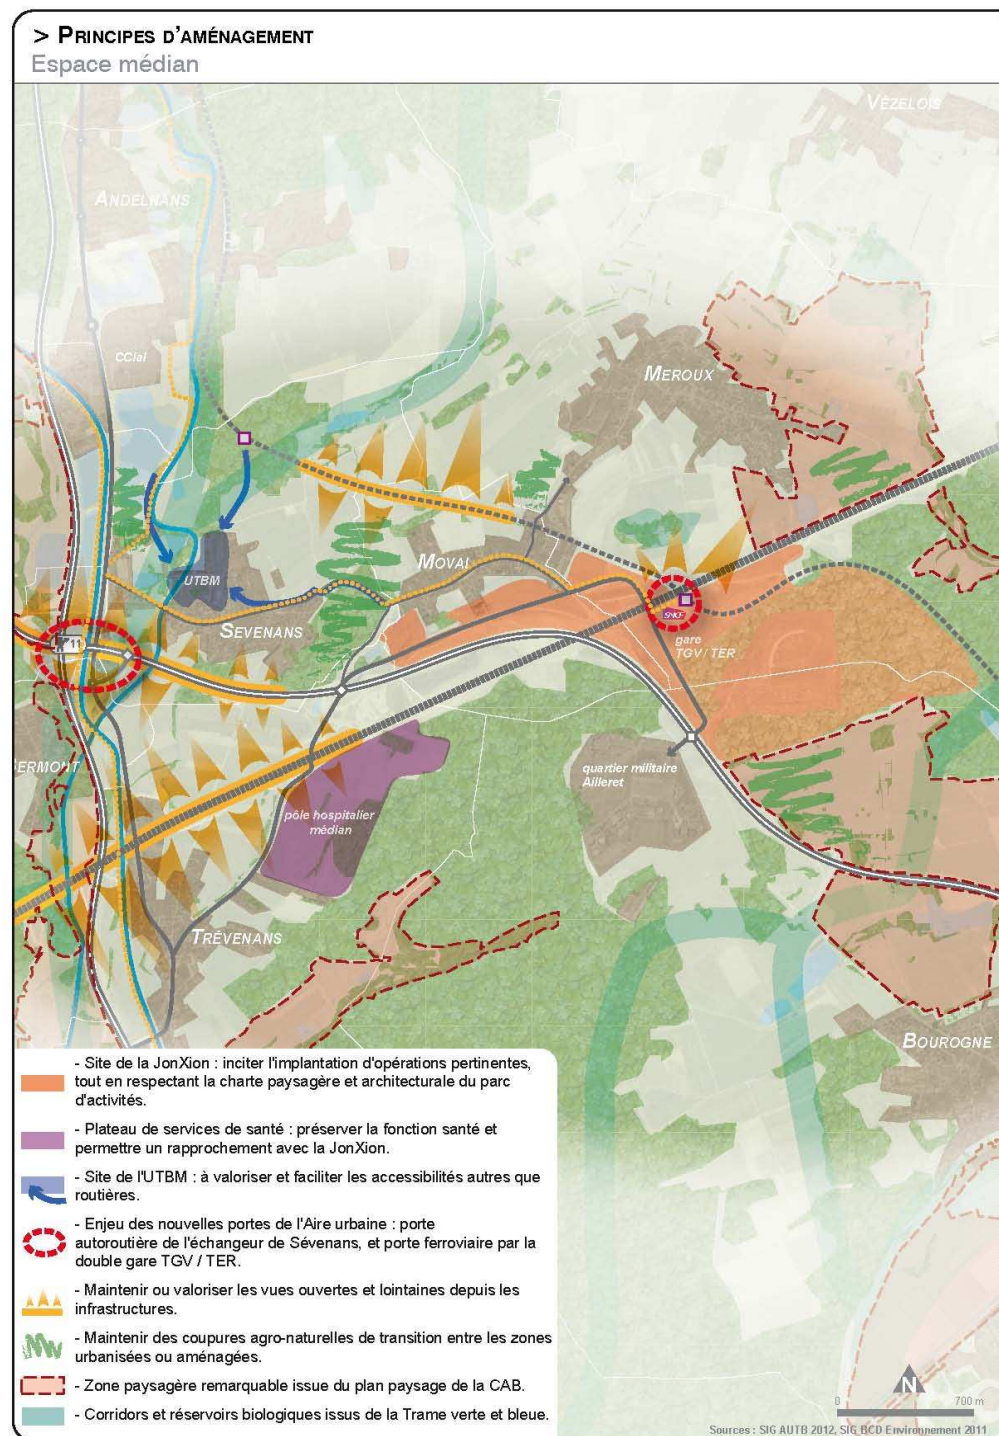 > PRINCIPES D'AMÉNAGEMENT
Espace médian
VÉZELOIS
ANDELNANS
CCiel
MEROUX
UTBM
MOVAL
SEVENANS
SNCF
gare
TGV / TER
11
quartier militaire
Ailleret
pôle hospitalier
médian
TRÉVENANS
BOUROGNE
- Site de la JonXion : inciter l'implantation d'opérations pertinentes,
tout en respectant la charte paysagère et architecturale du parc
d'activités.
- Plateau de services de santé : préserver la fonction santé et
permettre un rapprochement avec la JonXion.
- Site de l'UTBM : à valoriser et faciliter les accessibilités autres que
routières.
- Enjeu des nouvelles portes de l'Aire urbaine : porte
autoroutière de l'échangeur de Sévenans, et porte ferroviaire par la
double gare TGV / TER.
- Maintenir ou valoriser les vues ouvertes et lointaines depuis les
infrastructures.
- Maintenir des coupures agro-naturelles de transition entre les zones
urbanisées ou aménagées.
- Zone paysagère remarquable issue du plan paysage de la CAB.
- Corridors et réservoirs biologiques issus de la Trame verte et bleue.
N
0 700 m
Sources : SIG AUTB 2012, SIG BCD Environnement 2011